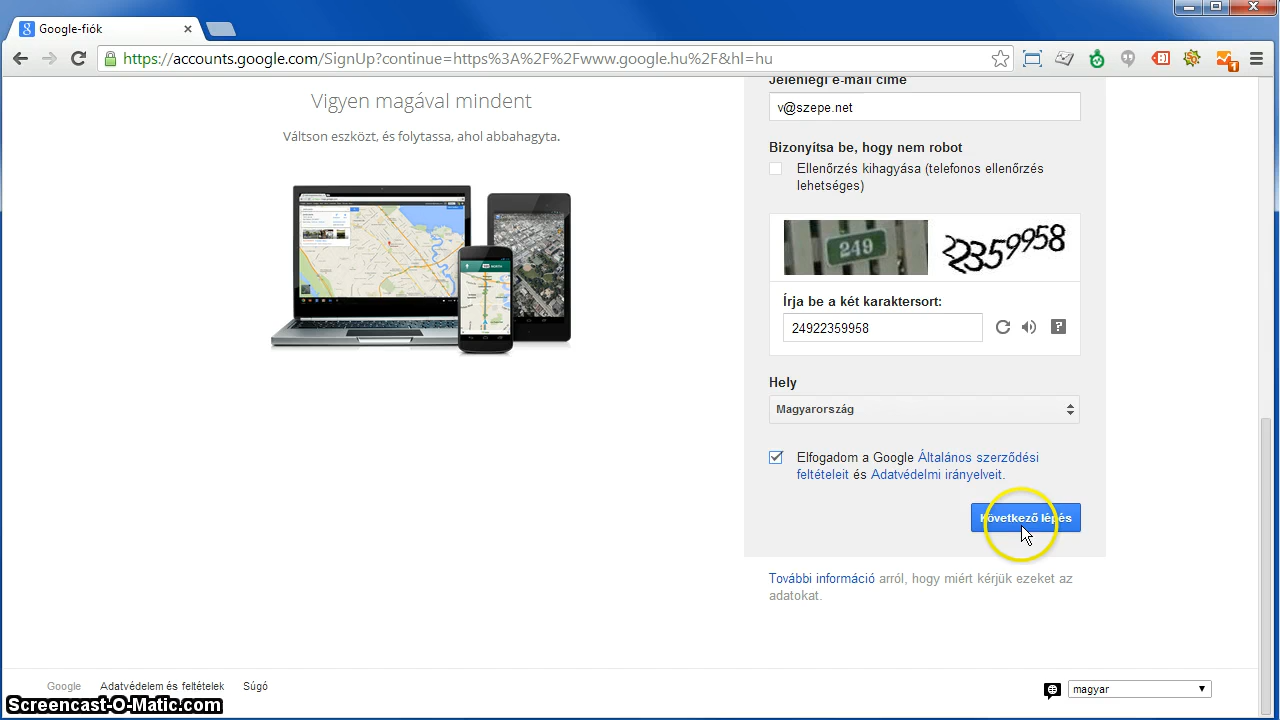 Google-fiók
https://accounts.google.com/SignUp?continue=https%3A%2F%2Fwww.google.hu%2F&hl=hu
1
Vigyen magával mindent
Váltson eszközt, és folytassa, ahol abbahagyta.
Jelenlegi e-mail címe
v@szepe.net
Bizonyítsa be, hogy nem robot
Ellenőrzés kihagyása (telefonos ellenőrzés
lehetséges)
249
22359958
Írja be a két karaktersort:
24922359958
?
Hely
Magyarország
Elfogadom a Google Általános szerződési
feltételeit és Adatvédelmi irányelveit.
Következő lépés
További információ arról, hogy miért kérjük ezeket az
adatokat.
Google Adatvédelem és feltételek Súgó
magyar
Screencast-O-Matic.com